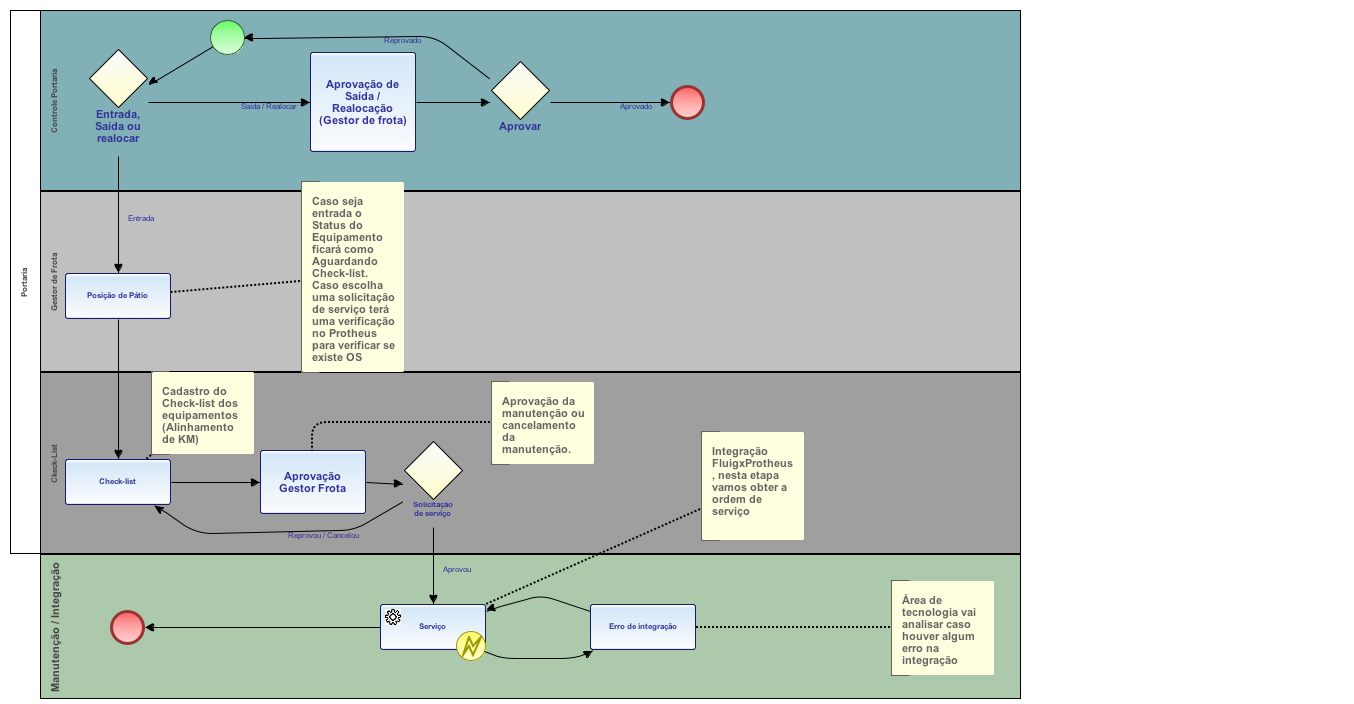 Portaria
Controle Portaria
Entrada,
Saída ou
realocar
Saída / Realocar
Aprovação de
Saída /
Realocação
(Gestor de frota)
Reprovado
Aprovar
Aprovado
Gestor de Frota
Entrada
Posição de Pátio
Caso seja
entrada o
Status do
Equipamento
ficará como
Aguardando
Check-list.
Caso escolha
uma solicitação
de serviço terá
uma verificação
no Protheus
para verificar se
existe OS
Ckeck-List
Cadastro do
Check-list dos
equipamentos
(Alinhamento
de KM)
Check-list
Aprovação
Gestor Frota
Aprovação da
manutenção ou
cancelamento
da
manutenção.
Solicitação
do serviço
Reprovou / Cancelou
Integração
FluigxProtheus
, nesta etapa
vamos obter a
ordem de
serviço
Manutenção / Integração
Aprovou
Serviço
Erro de integração
Área de
tecnologia vai
analisar caso
houver algum
erro na
integração